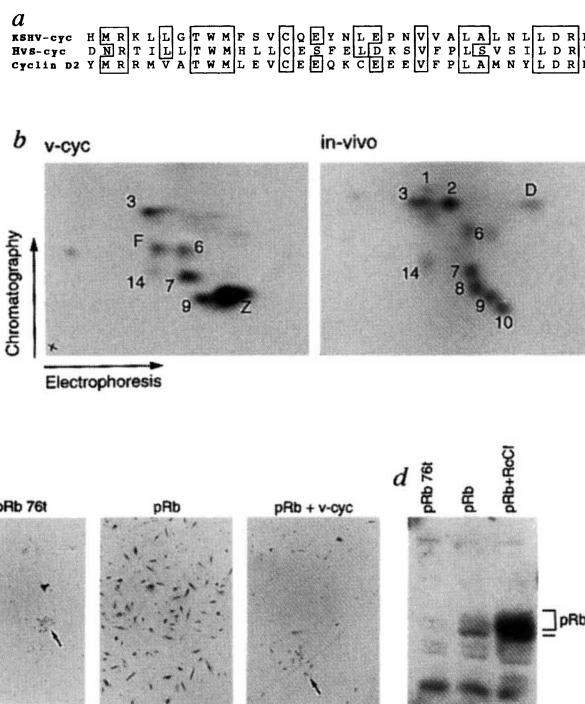 a
KSHV-cyc H M R K L L G T W M F S V C Q E Y N L E P N V V A L A L N L L D R
HVS-cyc D N R T I L L T W M H L L C E S F E L D K S V F P L S V S I L D R
Cyclin D2 Y M R R M V A T W M L E V C E E Q K C E E E V F P L A M N Y L D R
b v-cyc in-vivo
3 F 6 14 7 9 Z
1 3 2 D 6 14 7 8 9 10
Chromatography
Electrophoresis
pRb 76t pRb pRb + v-cyc
d pRb 76t pRb pRb+RcCl
pRb